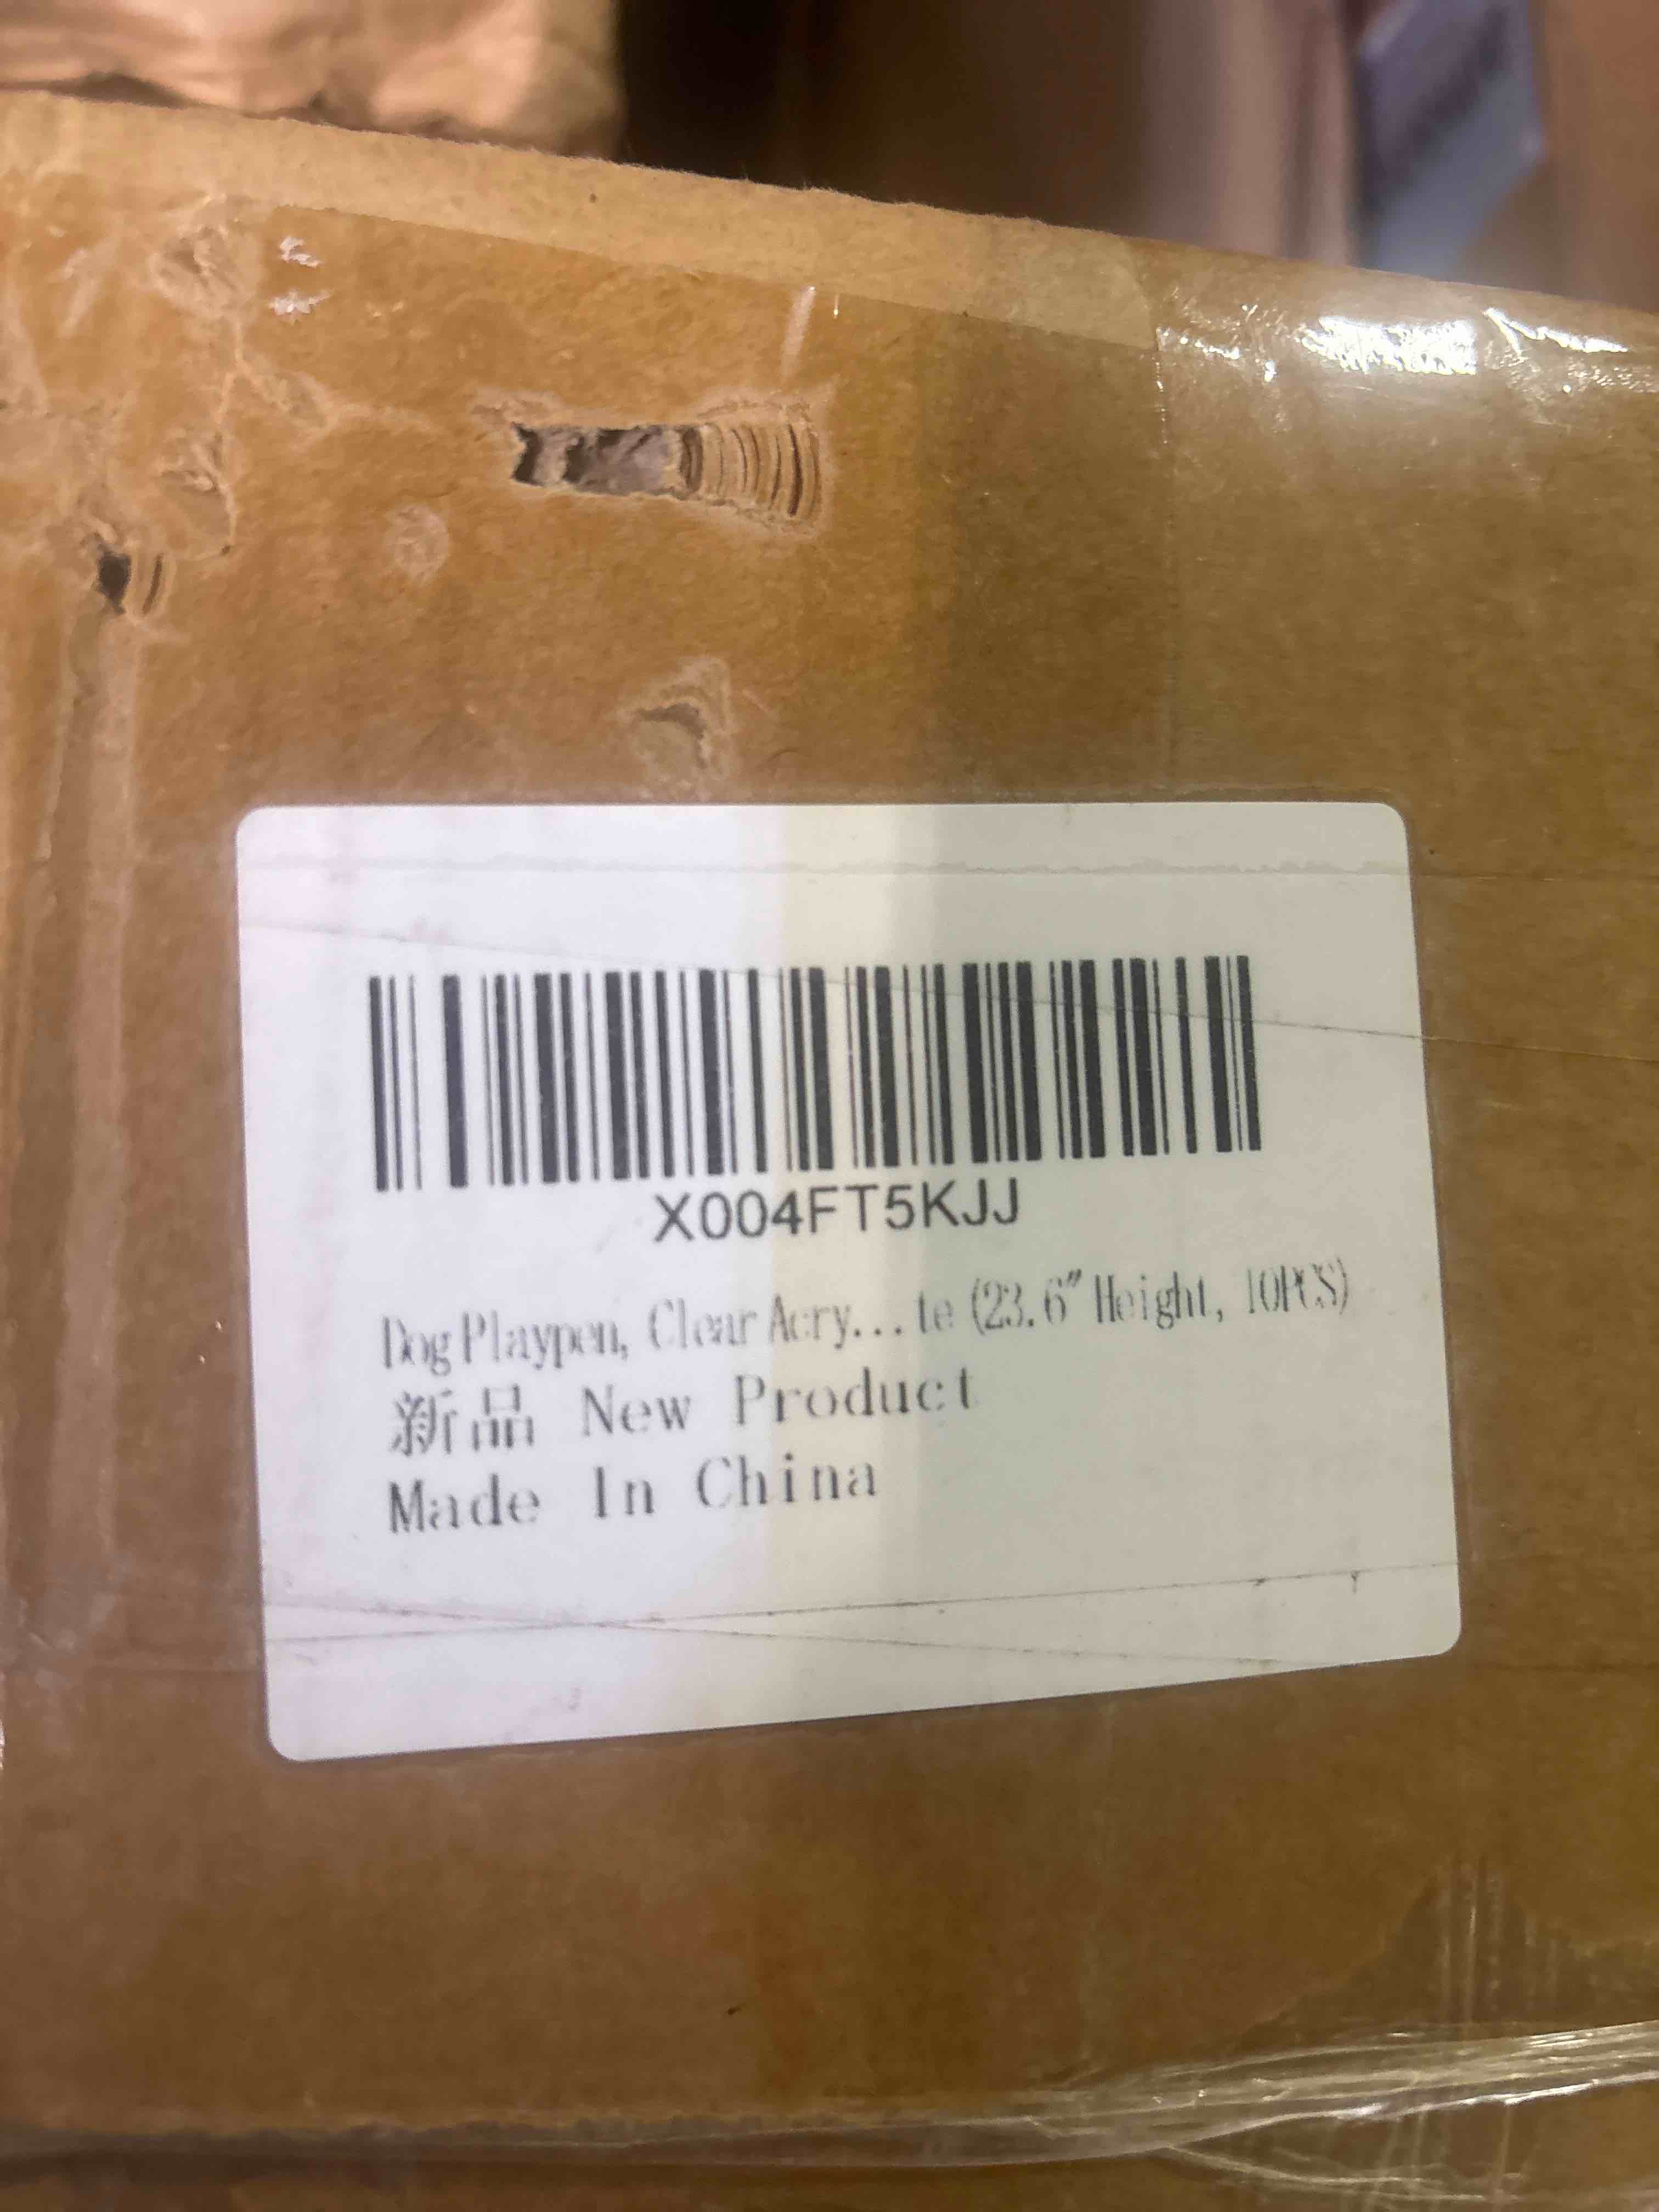 X004FT5KJJ
Dog Playpen, Clear Acry...te (23.6" Height, 10PCS)
新品 New Product
Made In China